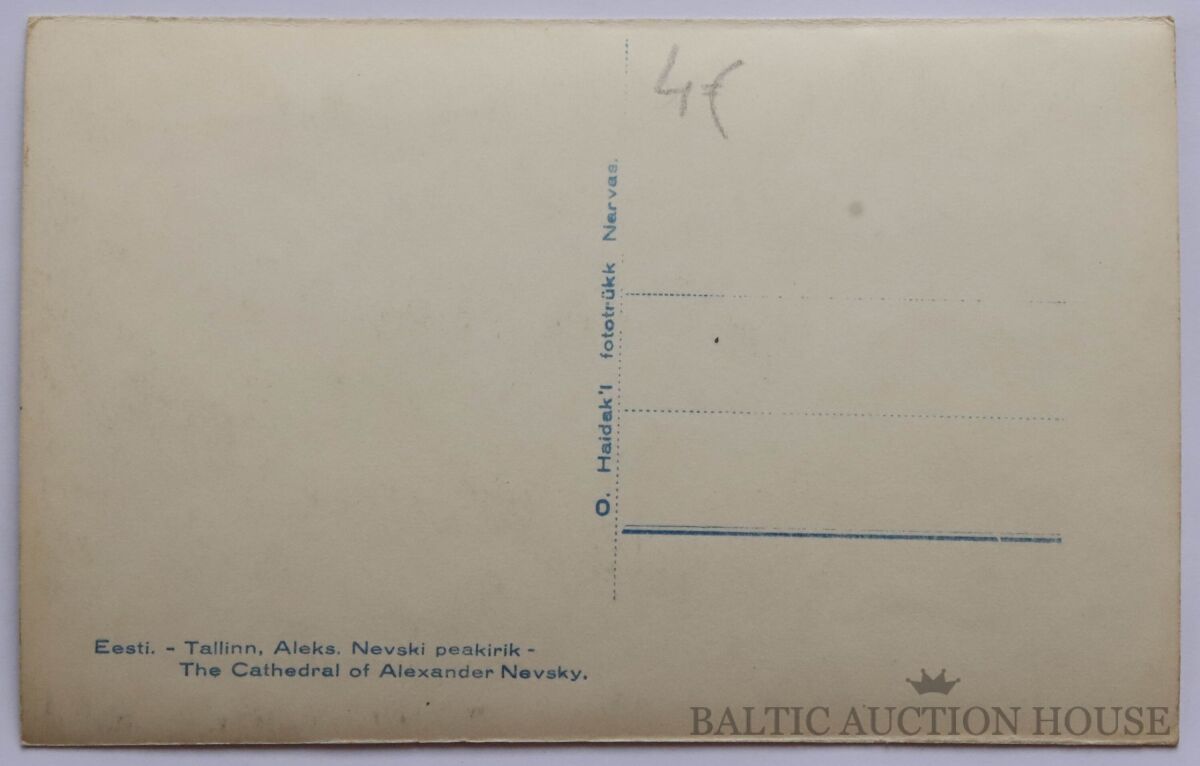 4€
O. Haidak'l fototrükk Narvas.
Eesti. - Tallinn, Aleks. Nevski peakirik -
The Cathedral of Alexander Nevsky.
BALTIC AUCTION HOUSE